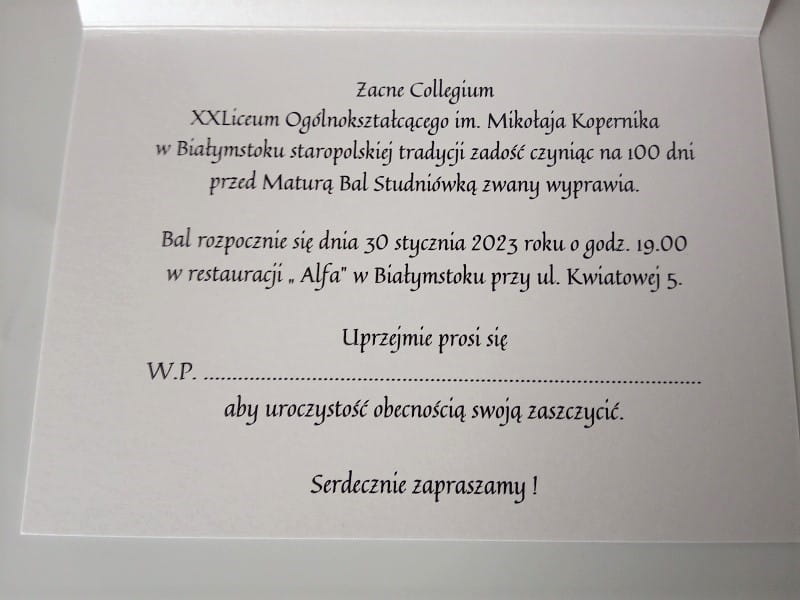 Zacne Collegium
XXLiceum Ogólnokształcącego im. Mikołaja Kopernika
w Białymstoku staropolskiej tradycji zadość czyniąc na 100 dni
przed Maturą Bal Studniówką zwany wyprawia.
Bal rozpocznie się dnia 30 stycznia 2023 roku o godz. 19.00
w restauracji „ Alfa" w Białymstoku przy ul. Kwiatowej 5.
Uprzejmie prosi się
W.P. ................................................................................
aby uroczystość obecnością swoją zaszczycić.
Serdecznie zapraszamy !